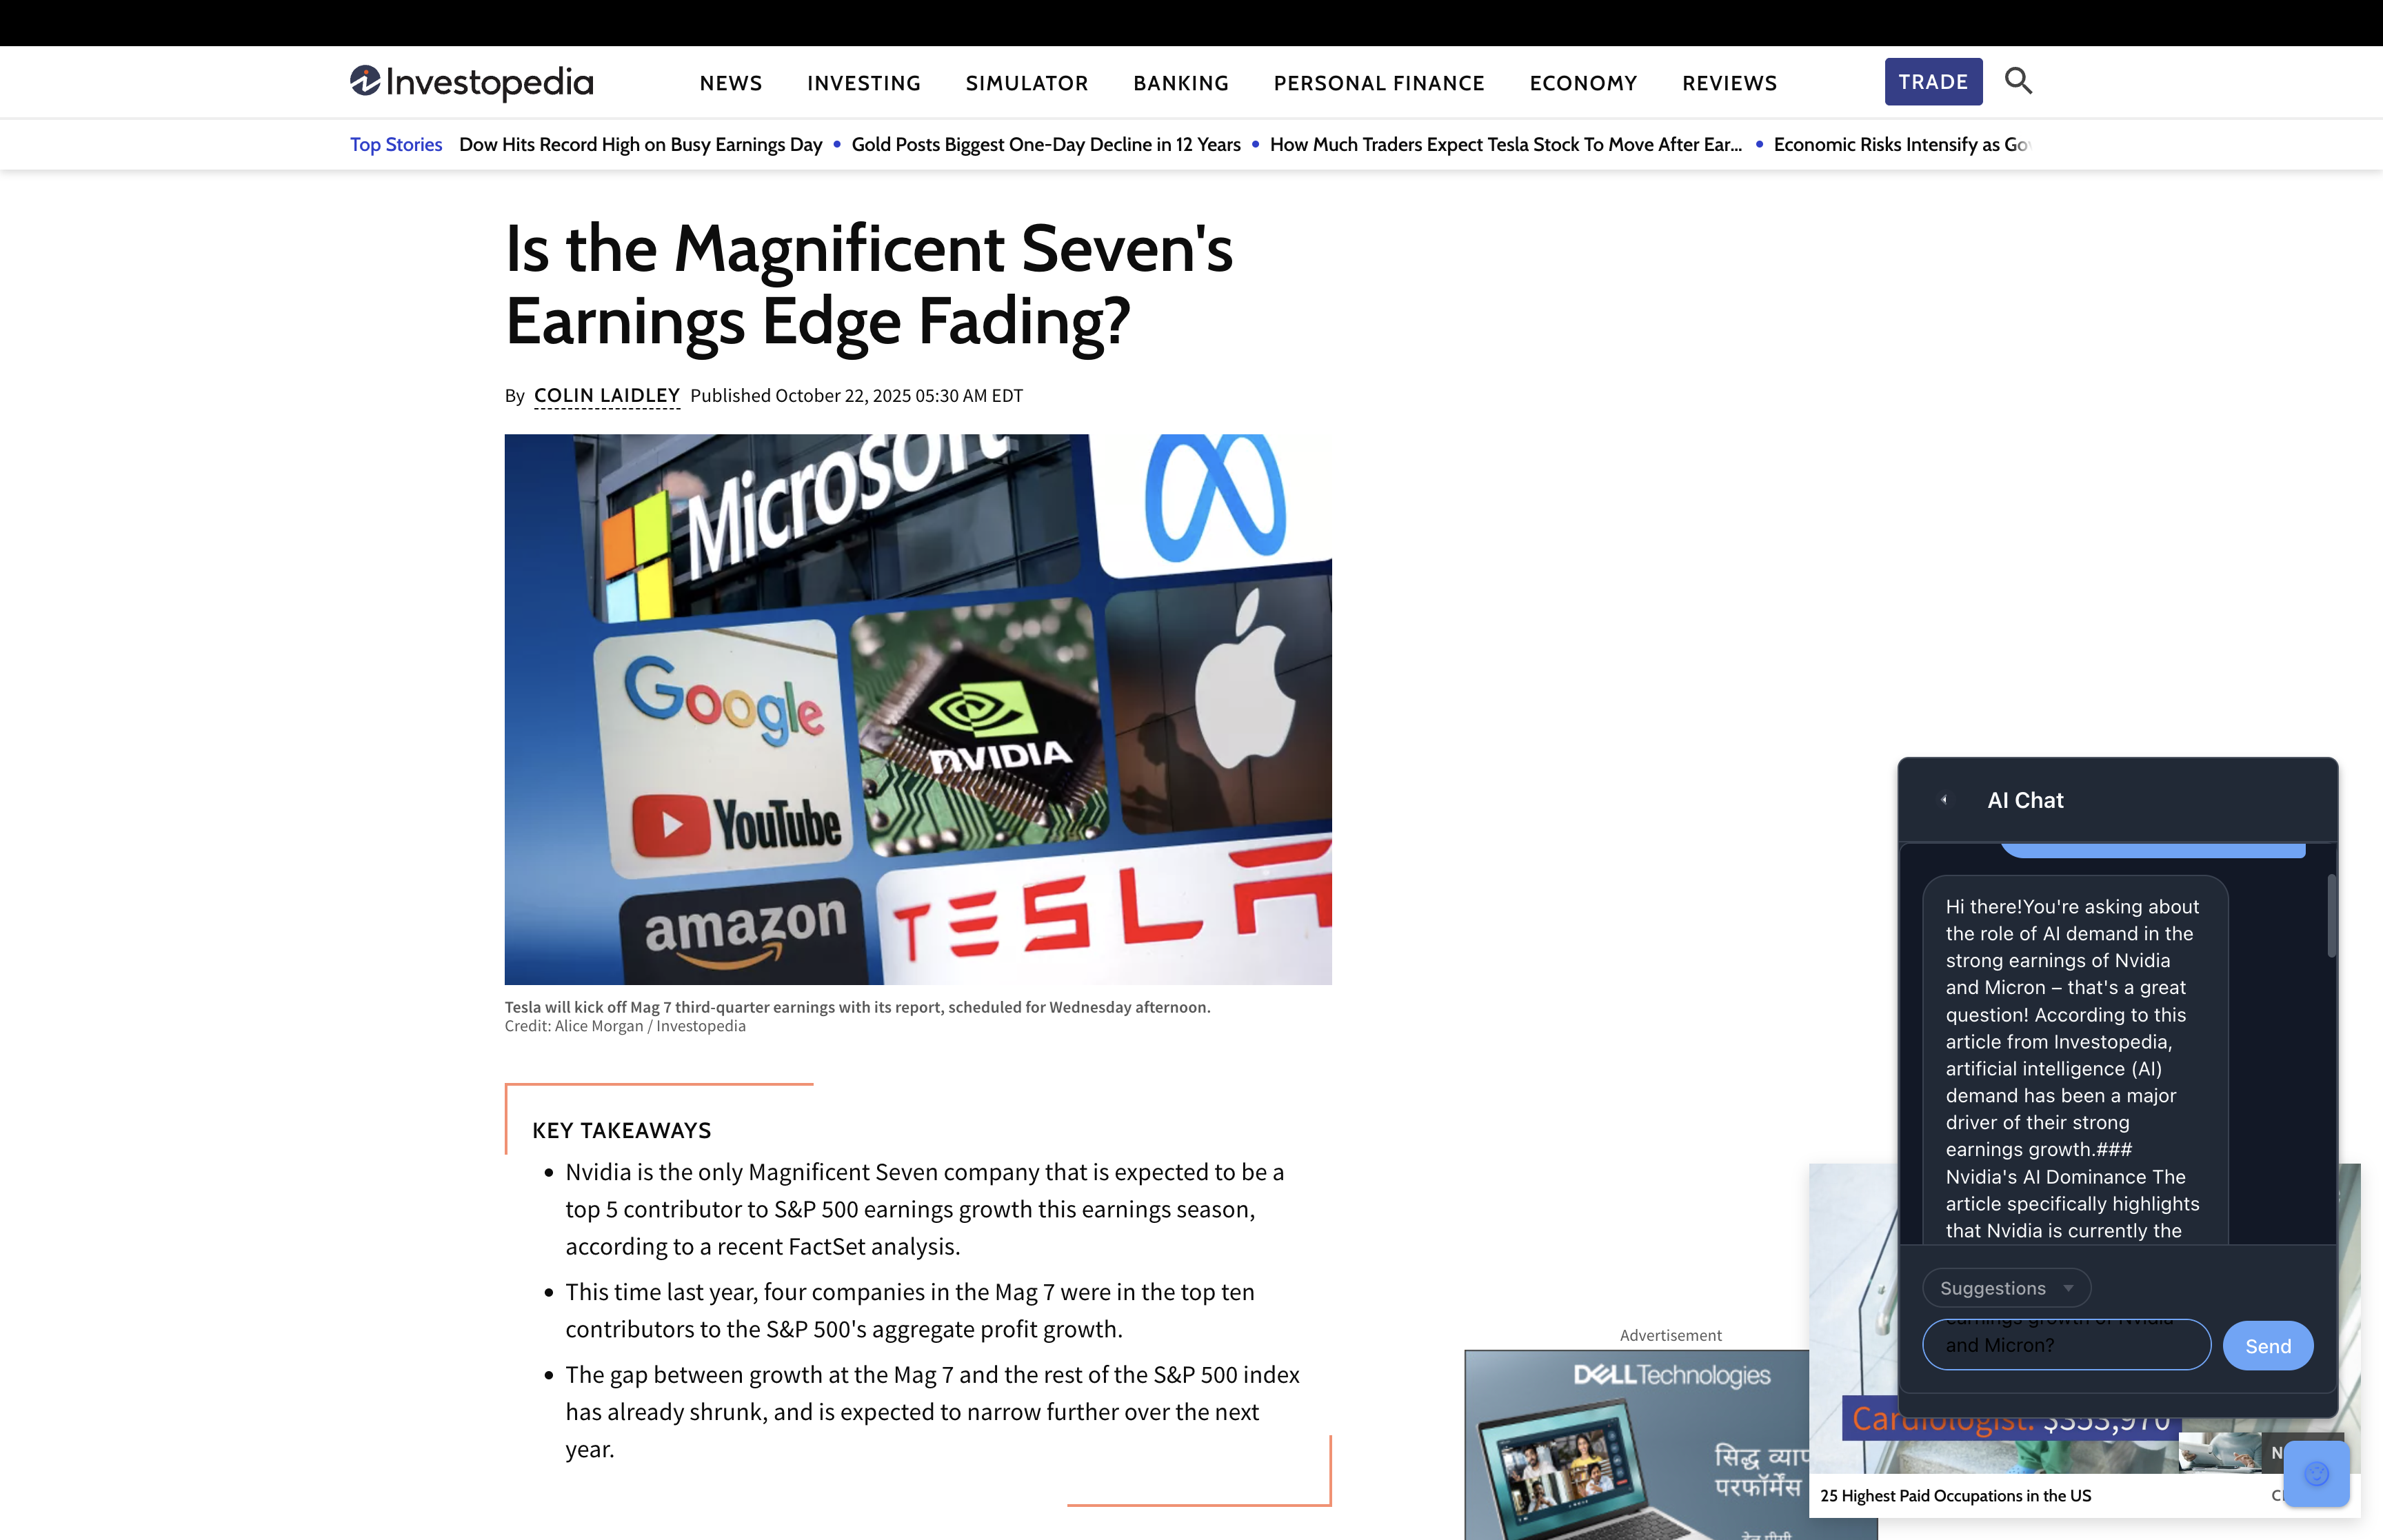 Investopedia
NEWS INVESTING SIMULATOR BANKING PERSONAL FINANCE ECONOMY REVIEWS TRADE
Top Stories Dow Hits Record High on Busy Earnings Day • Gold Posts Biggest One-Day Decline in 12 Years • How Much Traders Expect Tesla Stock To Move After Ear... • Economic Risks Intensify as Go
Is the Magnificent Seven's
Earnings Edge Fading?
By COLIN LAIDLEY Published October 22, 2025 05:30 AM EDT
Microsoft
Google
NVIDIA
YouTube
amazon
TESLA
Tesla will kick off Mag 7 third-quarter earnings with its report, scheduled for Wednesday afternoon.
Credit: Alice Morgan / Investopedia
KEY TAKEAWAYS
• Nvidia is the only Magnificent Seven company that is expected to be a
top 5 contributor to S&P 500 earnings growth this earnings season,
according to a recent FactSet analysis.
• This time last year, four companies in the Mag 7 were in the top ten
contributors to the S&P 500's aggregate profit growth.
• The gap between growth at the Mag 7 and the rest of the S&P 500 index
has already shrunk, and is expected to narrow further over the next
year.
Advertisement
DELL Technologies
सिद्ध
परफॉर्मेंस
AI Chat
Hi there!You're asking about
the role of AI demand in the
strong earnings of Nvidia
and Micron – that's a great
question! According to this
article from Investopedia,
artificial intelligence (AI)
demand has been a major
driver of their strong
earnings growth.###
Nvidia's AI Dominance The
article specifically highlights
that Nvidia is currently the
Suggestions
earnings growth of Nvidia
and Micron?
Send
Cardiologist: $353,970
25 Highest Paid Occupations in the US